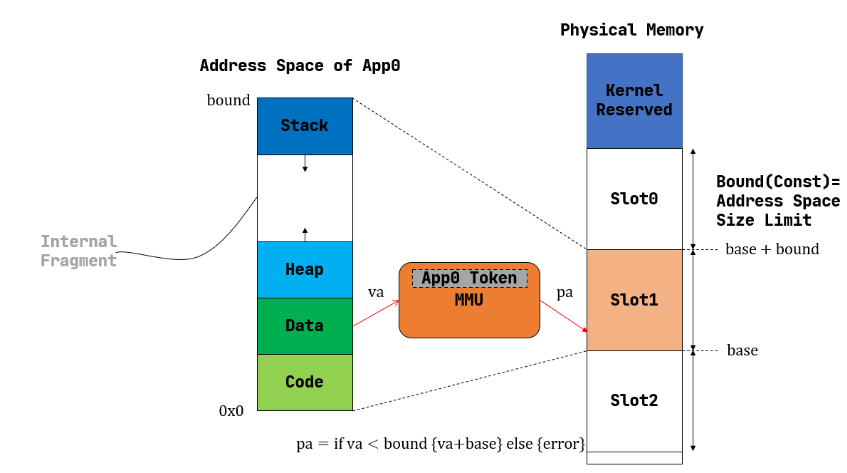 Physical Memory
Address Space of App0
bound
Stack
Kernel
Reserved
Slot0
Bound(Const)=
Address Space
Size Limit
Internal
Fragment
Heap
va
App0 Token
MMU
pa
base + bound
Data
Slot1
base
Code
0x0
Slot2
pa = if va < bound {va+base} else {error}